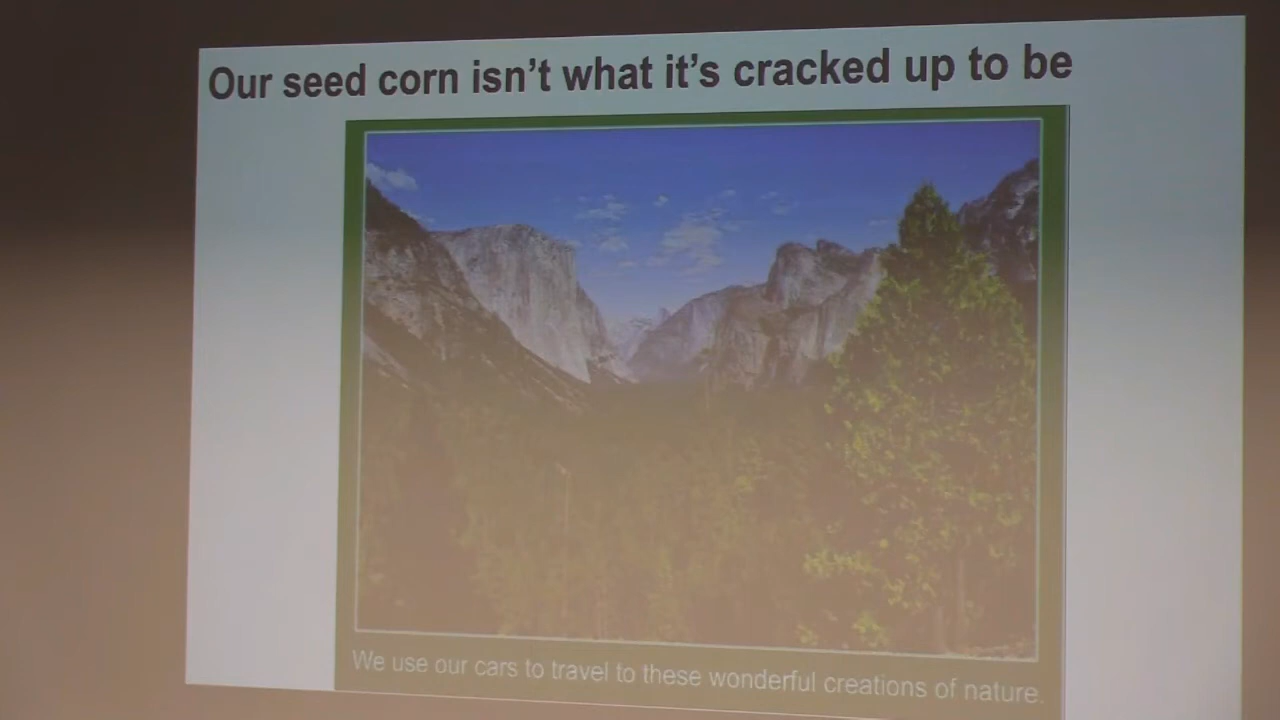 Our seed corn isn’t what it’s cracked up to be
We use our cars to travel to these wonderful creations of nature.